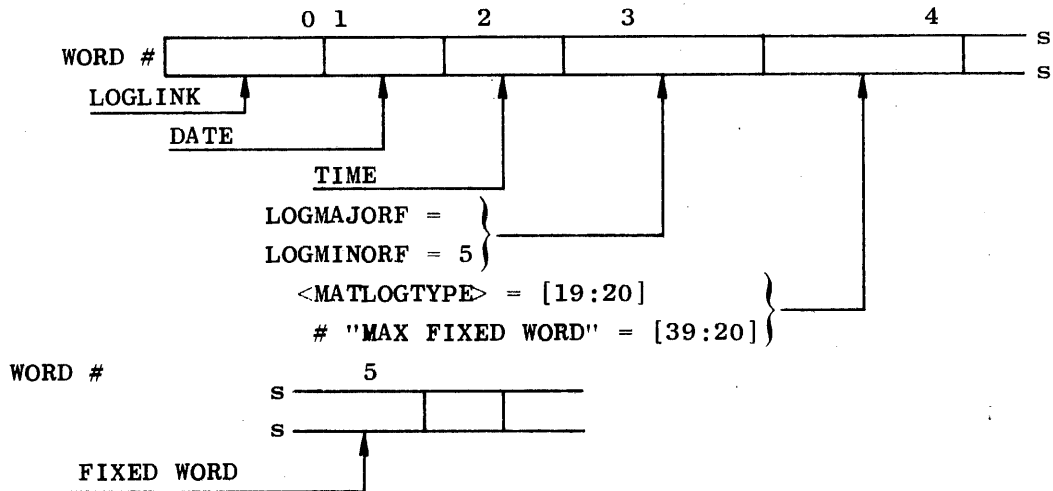 0 1 2 3 4
WORD # s
s
LOGLINK
DATE
TIME
LOGMAJORF =
LOGMINORF = 5
<MATLOGTYPE> = [19:20]
# "MAX FIXED WORD" = [39:20]
WORD # 5
s
s
FIXED WORD